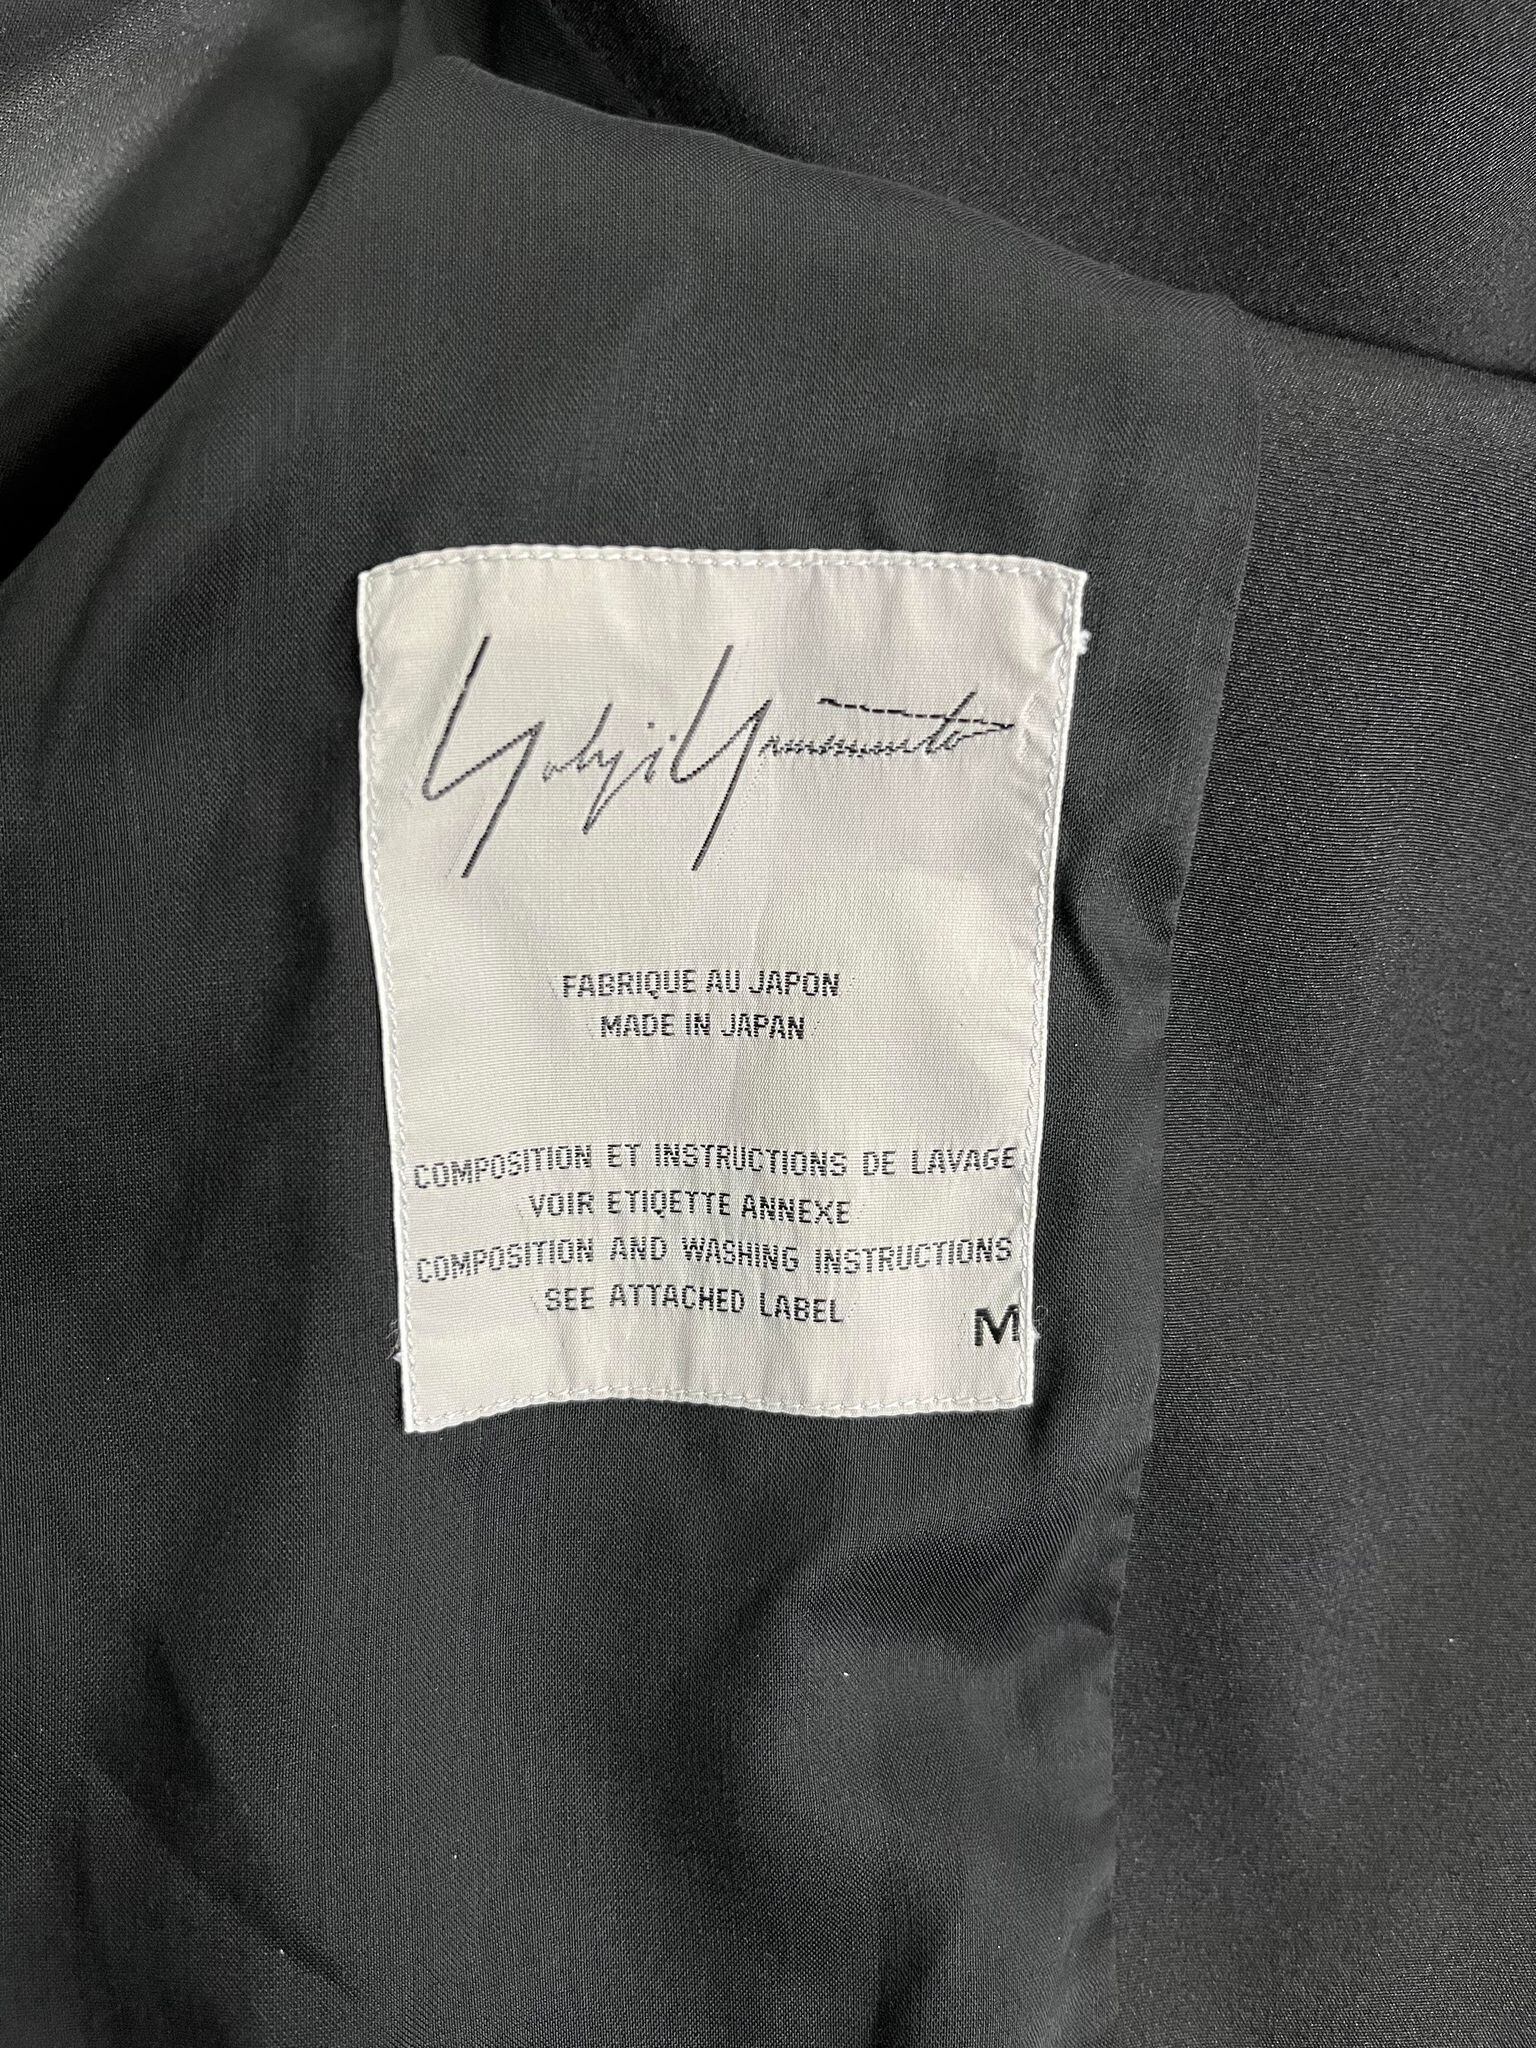 Yohji Yamamoto
FABRIQUE AU JAPON
MADE IN JAPAN
COMPOSITION ET INSTRUCTIONS DE LAVAGE
VOIR ETIQETTE ANNEXE
COMPOSITION AND WASHING INSTRUCTIONS
SEE ATTACHED LABEL
M